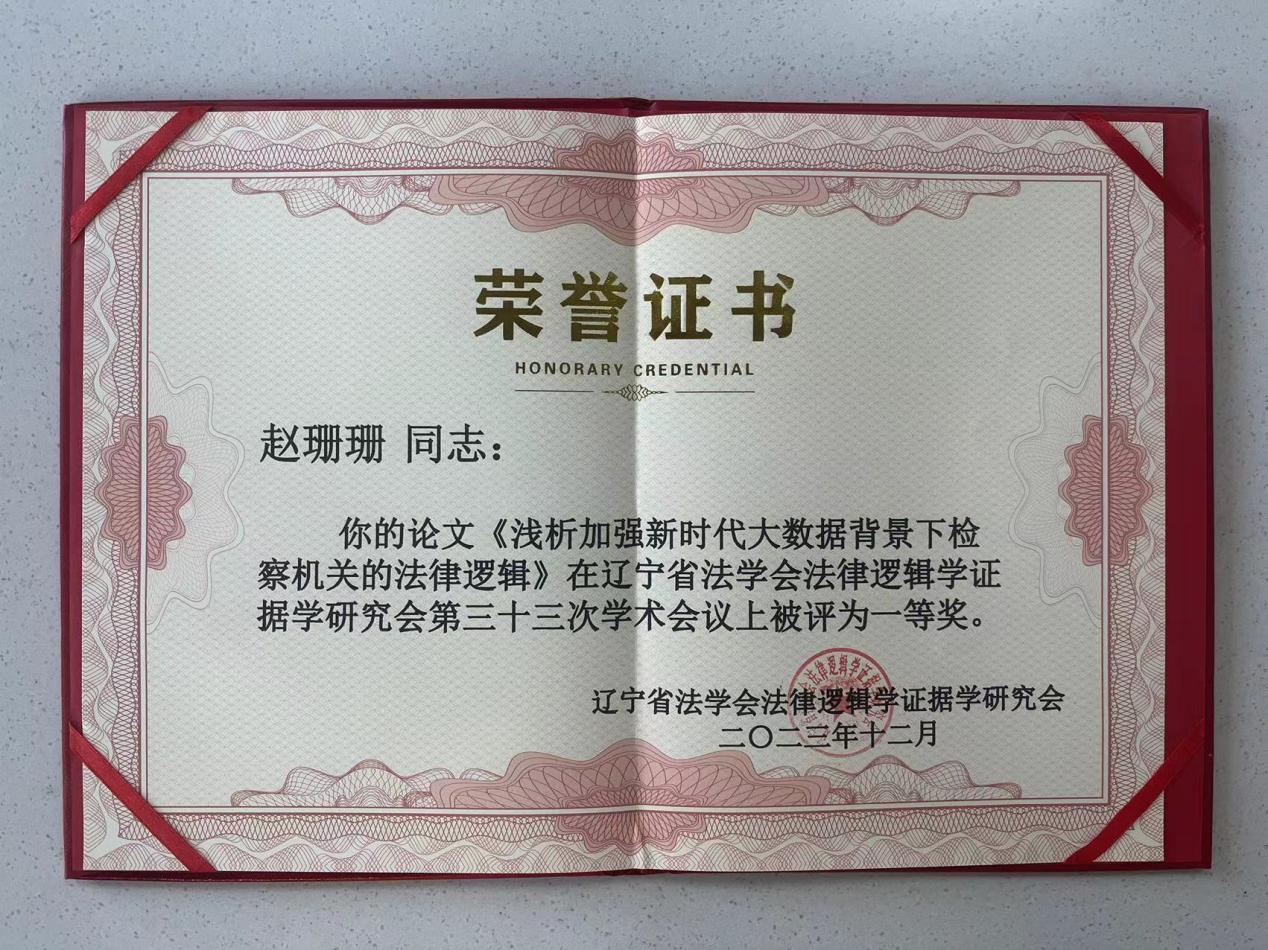 荣誉证书
HONORARY CREDENTIAL
赵珊珊 同志：
你的论文《浅析加强新时代大数据背景下检
察机关的法律逻辑》在辽宁省法学会法律逻辑学证
据学研究会第三十三次学术会议上被评为一等奖。
辽宁省法学会法律逻辑学证据学研究会
二〇二三年十二月